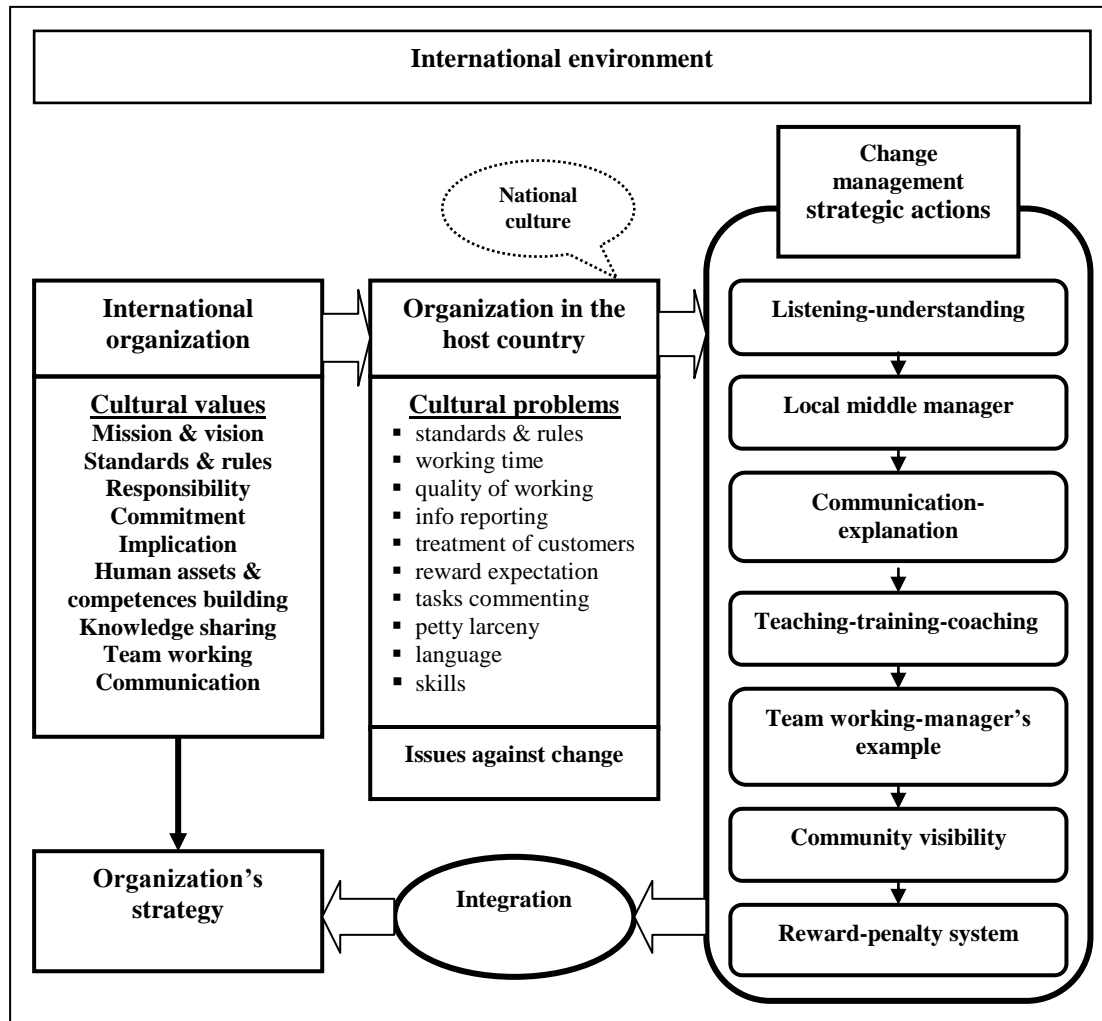 International environment
National
culture
Change
management
strategic actions
International
organization
Cultural values
Mission & vision
Standards & rules
Responsibility
Commitment
Implication
Human assets &
competences building
Knowledge sharing
Team working
Communication
Organization in the
host country
Cultural problems
▪ standards & rules
▪ working time
▪ quality of working
▪ info reporting
▪ treatment of customers
▪ reward expectation
▪ tasks commenting
▪ petty larceny
▪ language
▪ skills
Issues against change
Listening-understanding
Local middle manager
Communication-
explanation
Teaching-training-coaching
Team working-manager’s
example
Community visibility
Reward-penalty system
Integration
Organization’s
strategy